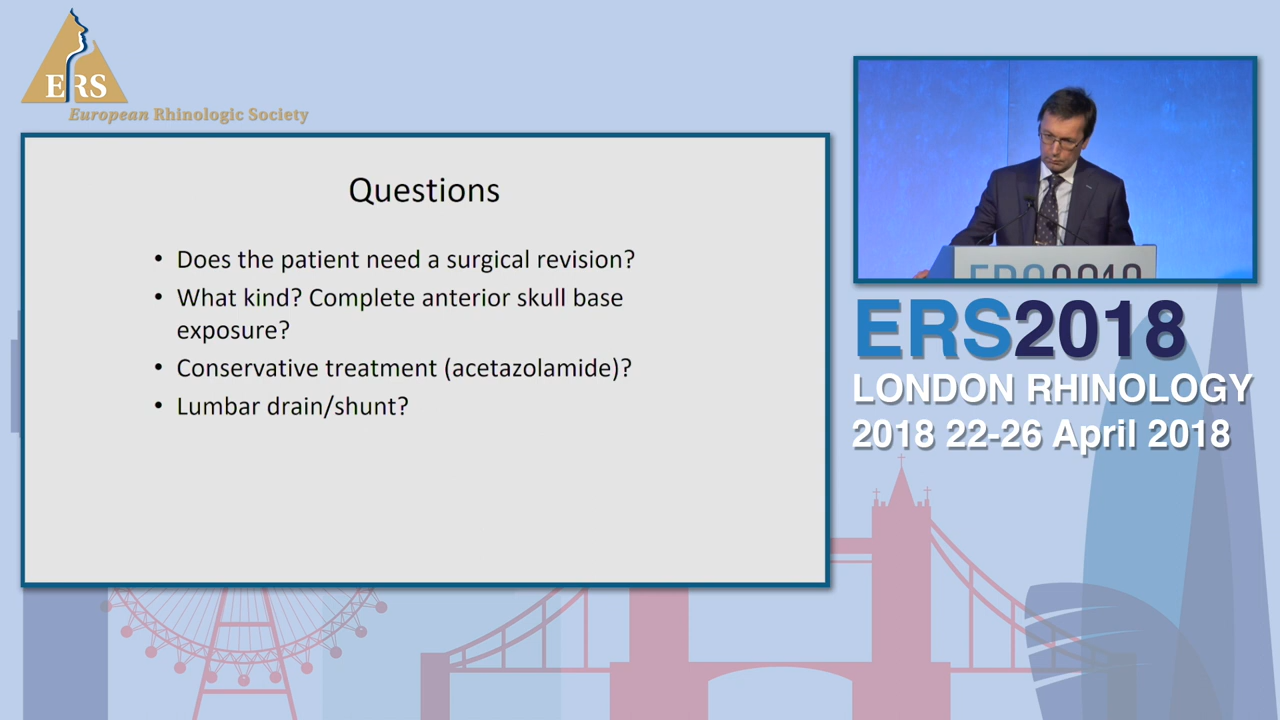 ERS
European Rhinologic Society
Questions
• Does the patient need a surgical revision?
• What kind? Complete anterior skull base
exposure?
• Conservative treatment (acetazolamide)?
• Lumbar drain/shunt?
ERS2018
ERS2018
LONDON RHINOLOGY
2018 22-26 April 2018